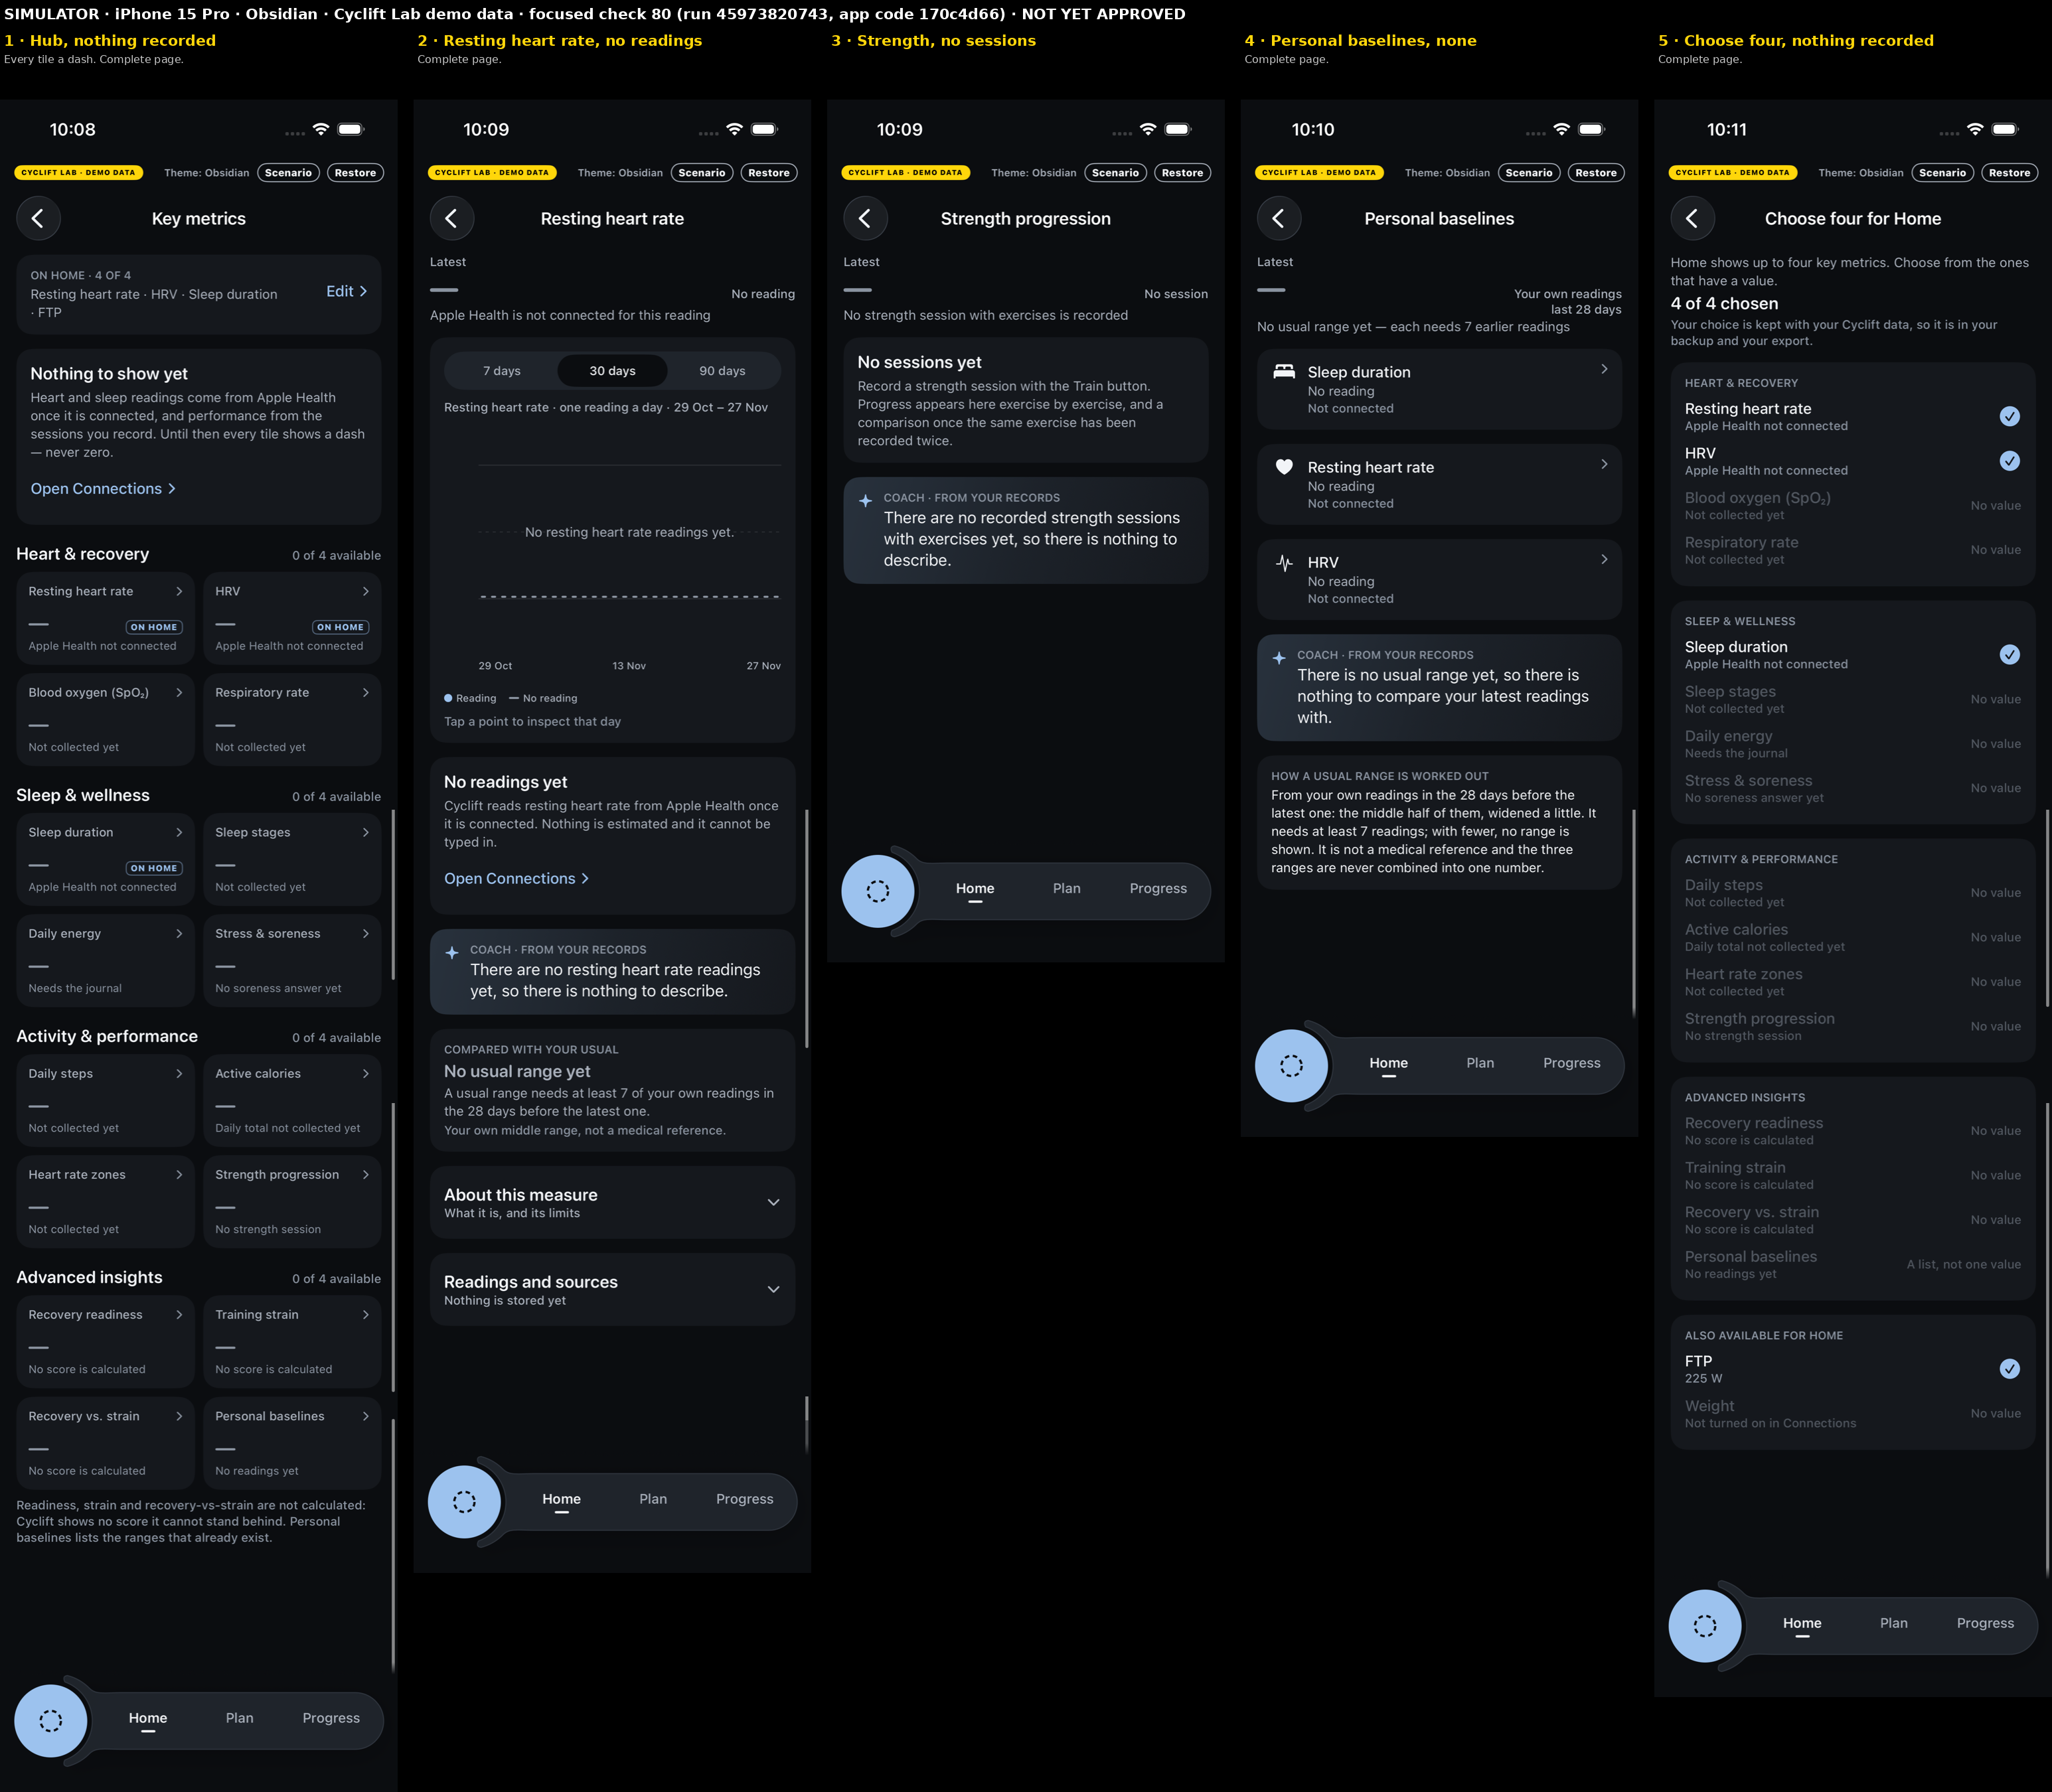 SIMULATOR · iPhone 15 Pro · Obsidian · Cyclift Lab demo data · focused check 80 (run 45973820743, app code 170c4d66) · NOT YET APPROVED
1 · Hub, nothing recorded
Every tile a dash. Complete page.
10:08
CYCLIFT LAB · DEMO DATA
Theme: Obsidian
Scenario
Restore
Key metrics
ON HOME · 4 OF 4
Resting heart rate · HRV · Sleep duration
· FTP
Edit
Nothing to show yet
Heart and sleep readings come from Apple Health
once it is connected, and performance from the
sessions you record. Until then every tile shows a dash
— never zero.
Open Connections
Heart & recovery
0 of 4 available
Resting heart rate
—
ON HOME
Apple Health not connected
HRV
—
ON HOME
Apple Health not connected
Blood oxygen (SpO₂)
—
Not collected yet
Respiratory rate
—
Not collected yet
Sleep & wellness
0 of 4 available
Sleep duration
—
ON HOME
Apple Health not connected
Sleep stages
—
Not collected yet
Daily energy
—
Needs the journal
Stress & soreness
—
No soreness answer yet
Activity & performance
0 of 4 available
Daily steps
—
Not collected yet
Active calories
—
Daily total not collected yet
Heart rate zones
—
Not collected yet
Strength progression
—
No strength session
Advanced insights
0 of 4 available
Recovery readiness
—
No score is calculated
Training strain
—
No score is calculated
Recovery vs. strain
—
No score is calculated
Personal baselines
—
No readings yet
Readiness, strain and recovery-vs-strain are not calculated:
Cyclift shows no score it cannot stand behind. Personal
baselines lists the ranges that already exist.
Home
Plan
Progress
2 · Resting heart rate, no readings
Complete page.
10:09
CYCLIFT LAB · DEMO DATA
Theme: Obsidian
Scenario
Restore
Resting heart rate
Latest
—
No reading
Apple Health is not connected for this reading
7 days
30 days
90 days
Resting heart rate · one reading a day · 29 Oct – 27 Nov
No resting heart rate readings yet.
29 Oct
13 Nov
27 Nov
Reading
No reading
Tap a point to inspect that day
No readings yet
Cyclift reads resting heart rate from Apple Health once
it is connected. Nothing is estimated and it cannot be
typed in.
Open Connections
COACH · FROM YOUR RECORDS
There are no resting heart rate readings
yet, so there is nothing to describe.
COMPARED WITH YOUR USUAL
No usual range yet
A usual range needs at least 7 of your own readings in
the 28 days before the latest one.
Your own middle range, not a medical reference.
About this measure
What it is, and its limits
Readings and sources
Nothing is stored yet
Home
Plan
Progress
3 · Strength, no sessions
10:09
CYCLIFT LAB · DEMO DATA
Theme: Obsidian
Scenario
Restore
Strength progression
Latest
—
No session
No strength session with exercises is recorded
No sessions yet
Record a strength session with the Train button.
Progress appears here exercise by exercise, and a
comparison once the same exercise has been
recorded twice.
COACH · FROM YOUR RECORDS
There are no recorded strength sessions
with exercises yet, so there is nothing to
describe.
Home
Plan
Progress
4 · Personal baselines, none
Complete page.
10:10
CYCLIFT LAB · DEMO DATA
Theme: Obsidian
Scenario
Restore
Personal baselines
Latest
—
Your own readings
last 28 days
No usual range yet — each needs 7 earlier readings
Sleep duration
No reading
Not connected
Resting heart rate
No reading
Not connected
HRV
No reading
Not connected
COACH · FROM YOUR RECORDS
There is no usual range yet, so there is
nothing to compare your latest readings
with.
HOW A USUAL RANGE IS WORKED OUT
From your own readings in the 28 days before the
latest one: the middle half of them, widened a little. It
needs at least 7 readings; with fewer, no range is
shown. It is not a medical reference and the three
ranges are never combined into one number.
Home
Plan
Progress
5 · Choose four, nothing recorded
Complete page.
10:11
CYCLIFT LAB · DEMO DATA
Theme: Obsidian
Scenario
Restore
Choose four for Home
Home shows up to four key metrics. Choose from the ones
that have a value.
4 of 4 chosen
Your choice is kept with your Cyclift data, so it is in your
backup and your export.
HEART & RECOVERY
Resting heart rate
Apple Health not connected
HRV
Apple Health not connected
Blood oxygen (SpO₂)
Not collected yet
No value
Respiratory rate
Not collected yet
No value
SLEEP & WELLNESS
Sleep duration
Apple Health not connected
Sleep stages
Not collected yet
No value
Daily energy
Needs the journal
No value
Stress & soreness
No soreness answer yet
No value
ACTIVITY & PERFORMANCE
Daily steps
Not collected yet
No value
Active calories
Daily total not collected yet
No value
Heart rate zones
Not collected yet
No value
Strength progression
No strength session
No value
ADVANCED INSIGHTS
Recovery readiness
No score is calculated
No value
Training strain
No score is calculated
No value
Recovery vs. strain
No score is calculated
No value
Personal baselines
No readings yet
A list, not one value
ALSO AVAILABLE FOR HOME
FTP
225 W
Weight
Not turned on in Connections
No value
Home
Plan
Progress